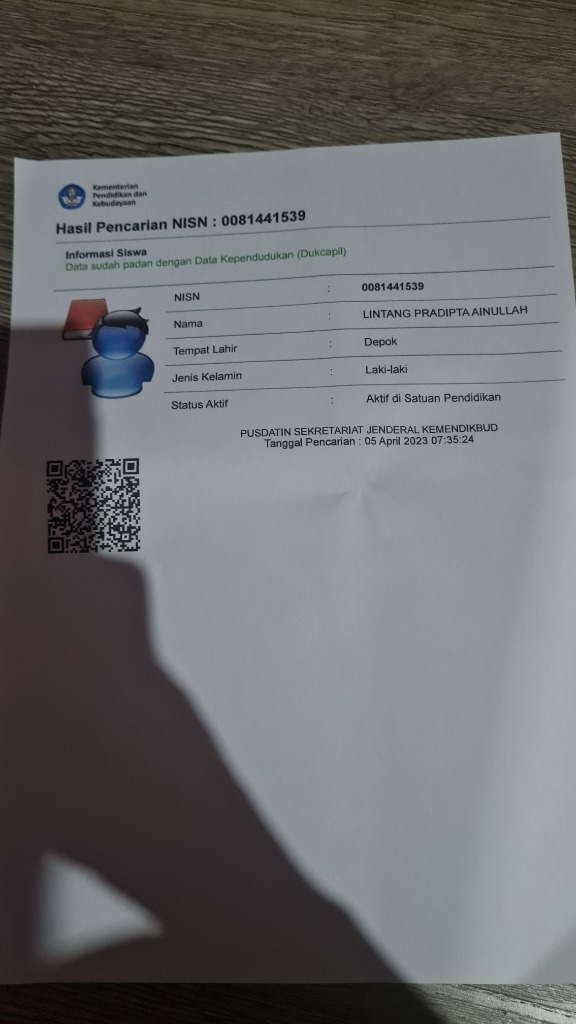 Kementerian
Pendidikan dan
Kebudayaan
Hasil Pencarian NISN : 0081441539
Informasi Siswa
Data sudah padan dengan Data Kependudukan (Dukcapil)
NISN : 0081441539
Nama : LINTANG PRADIPTA AINULLAH
Tempat Lahir : Depok
Jenis Kelamin : Laki-laki
Status Aktif : Aktif di Satuan Pendidikan
PUSDATIN SEKRETARIAT JENDERAL KEMENDIKBUD
Tanggal Pencarian : 05 April 2023 07:35:24